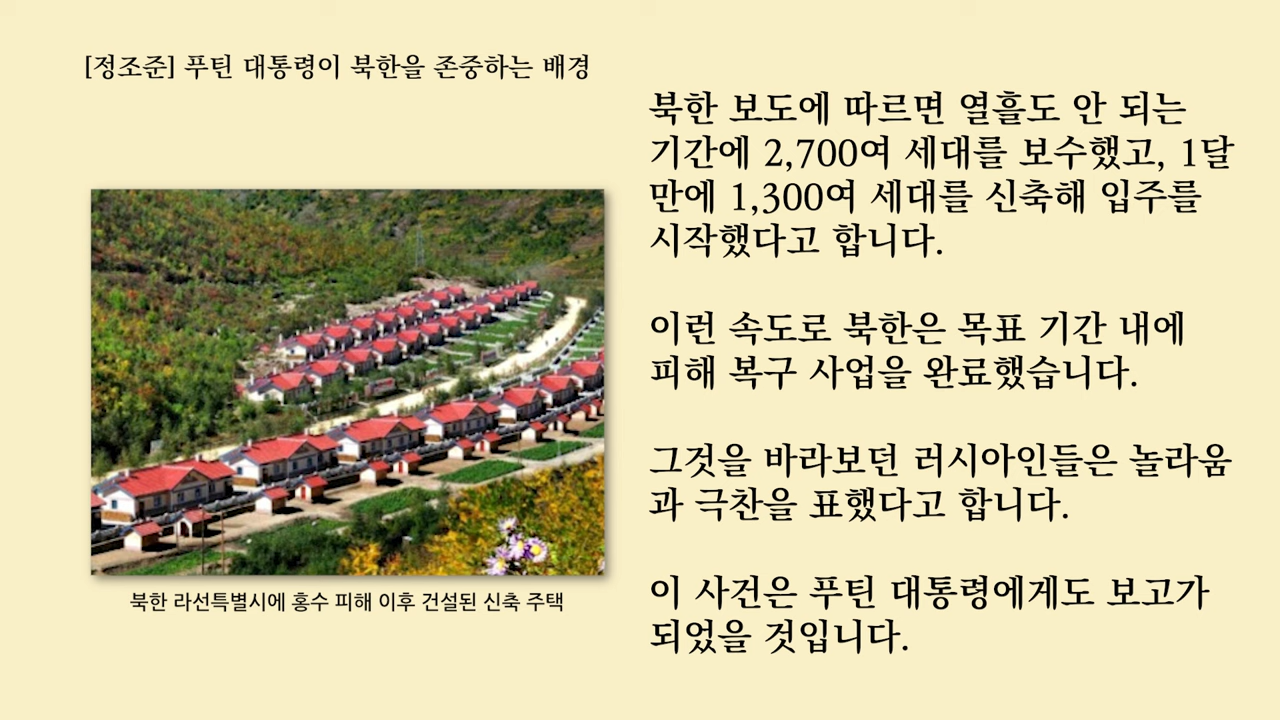 [정조준] 푸틴 대통령이 북한을 존중하는 배경
북한 보도에 따르면 열흘도 안 되는
기간에 2,700여 세대를 보수했고, 1달
만에 1,300여 세대를 신축해 입주를
시작했다고 합니다.
이런 속도로 북한은 목표 기간 내에
피해 복구 사업을 완료했습니다.
그것을 바라보던 러시아인들은 놀라움
과 극찬을 표했다고 합니다.
이 사건은 푸틴 대통령에게도 보고가
되었을 것입니다.
북한 라선특별시에 홍수 피해 이후 건설된 신축 주택